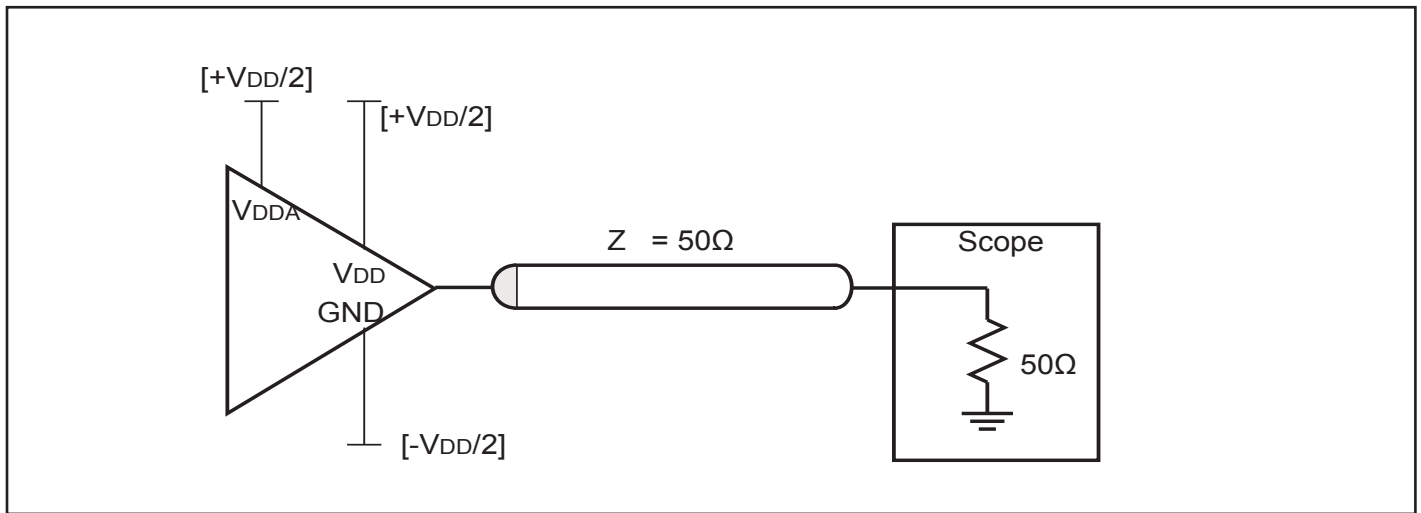 [+VDD/2]
[+VDD/2]
VDDA
Z = 50Ω
Scope
VDD
GND
50Ω
[-VDD/2]